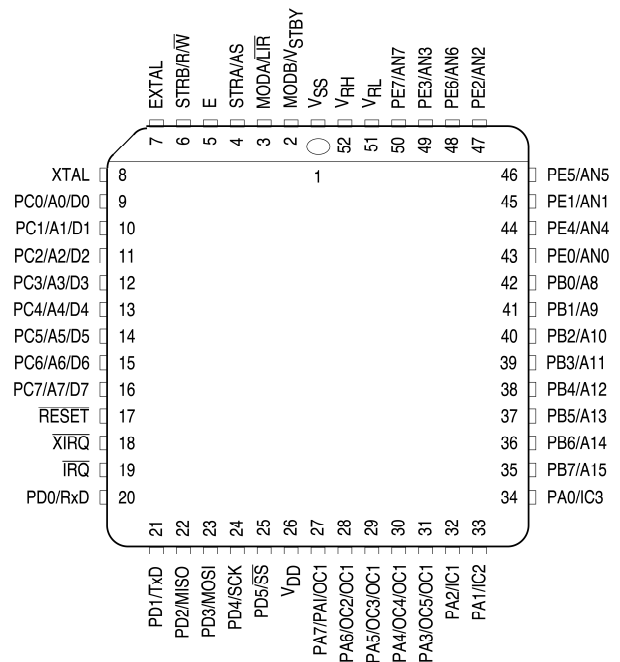 EXTAL
STRB/R/W̅
E
STRA/AS
MODA/L̅I̅R̅
MODB/VSTBY
VSS
VRH
VRL
PE7/AN7
PE3/AN3
PE6/AN6
PE2/AN2
7 6 5 4 3 2 52 51 50 49 48 47
1
XTAL 8
PC0/A0/D0 9
PC1/A1/D1 10
PC2/A2/D2 11
PC3/A3/D3 12
PC4/A4/D4 13
PC5/A5/D5 14
PC6/A6/D6 15
PC7/A7/D7 16
R̅E̅S̅E̅T̅ 17
X̅I̅R̅Q̅ 18
I̅R̅Q̅ 19
PD0/RxD 20
46 PE5/AN5
45 PE1/AN1
44 PE4/AN4
43 PE0/AN0
42 PB0/A8
41 PB1/A9
40 PB2/A10
39 PB3/A11
38 PB4/A12
37 PB5/A13
36 PB6/A14
35 PB7/A15
34 PA0/IC3
21 22 23 24 25 26 27 28 29 30 31 32 33
PD1/TxD
PD2/MISO
PD3/MOSI
PD4/SCK
PD5/S̅S̅
VDD
PA7/PAI/OC1
PA6/OC2/OC1
PA5/OC3/OC1
PA4/OC4/OC1
PA3/OC5/OC1
PA2/IC1
PA1/IC2